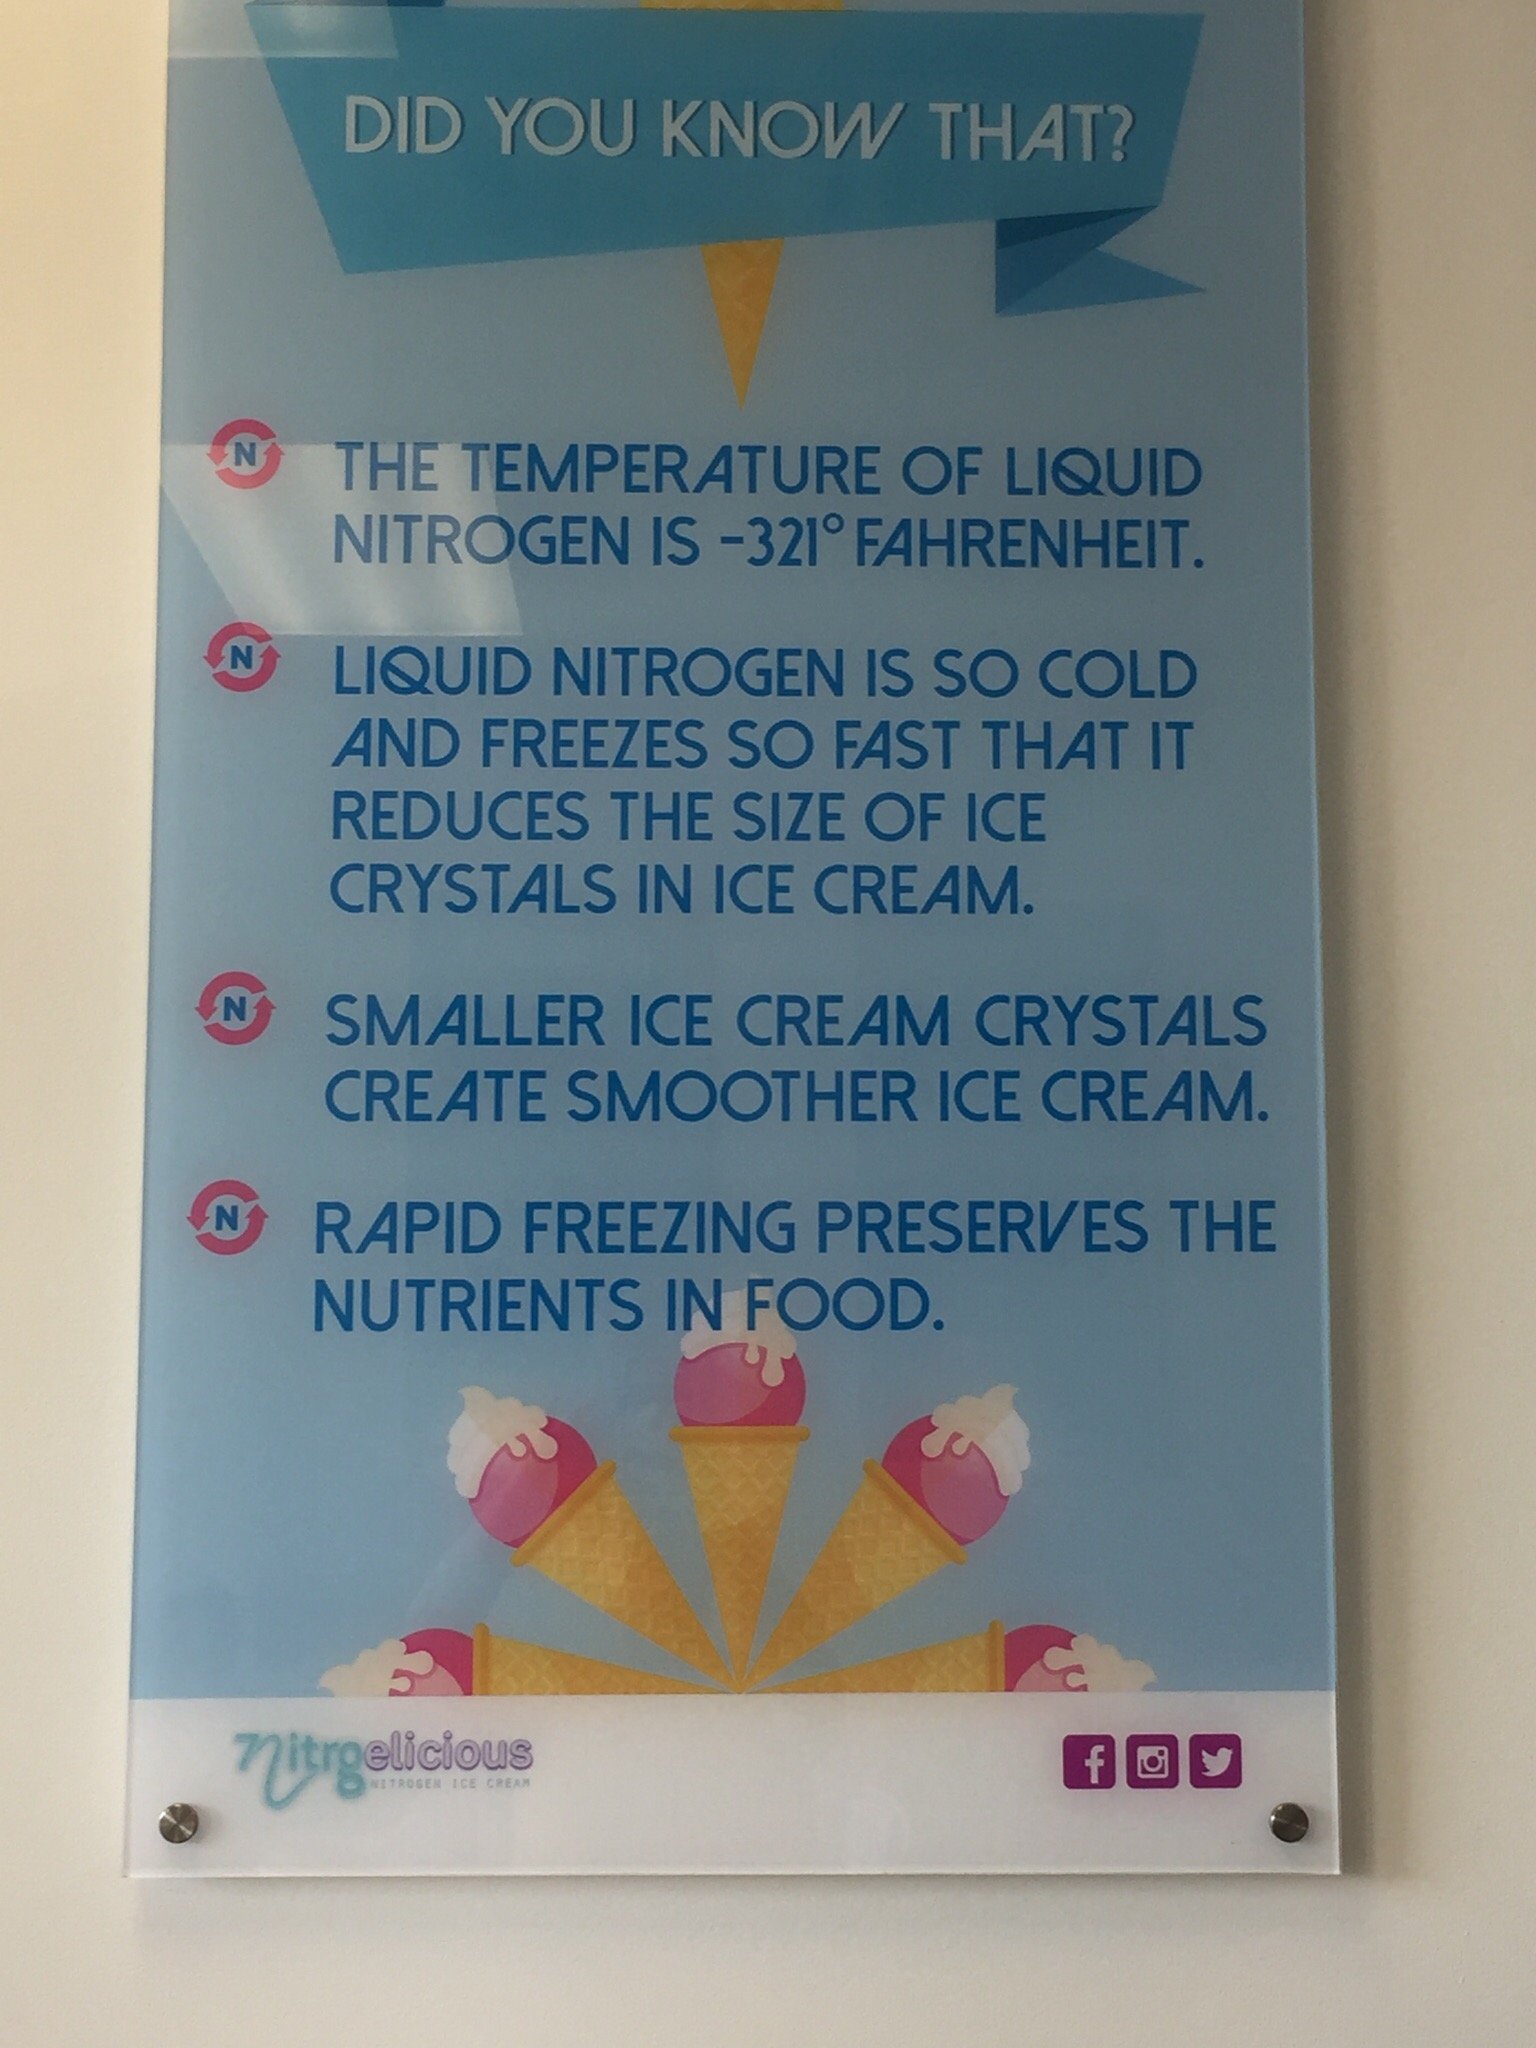 DID YOU KNOW THAT?
N
THE TEMPERATURE OF LIQUID
NITROGEN IS -321° FAHRENHEIT.
N
LIQUID NITROGEN IS SO COLD
AND FREEZES SO FAST THAT IT
REDUCES THE SIZE OF ICE
CRYSTALS IN ICE CREAM.
N
SMALLER ICE CREAM CRYSTALS
CREATE SMOOTHER ICE CREAM.
N
RAPID FREEZING PRESERVES THE
NUTRIENTS IN FOOD.
Nitrgelicious
NITROGEN ICE CREAM
f